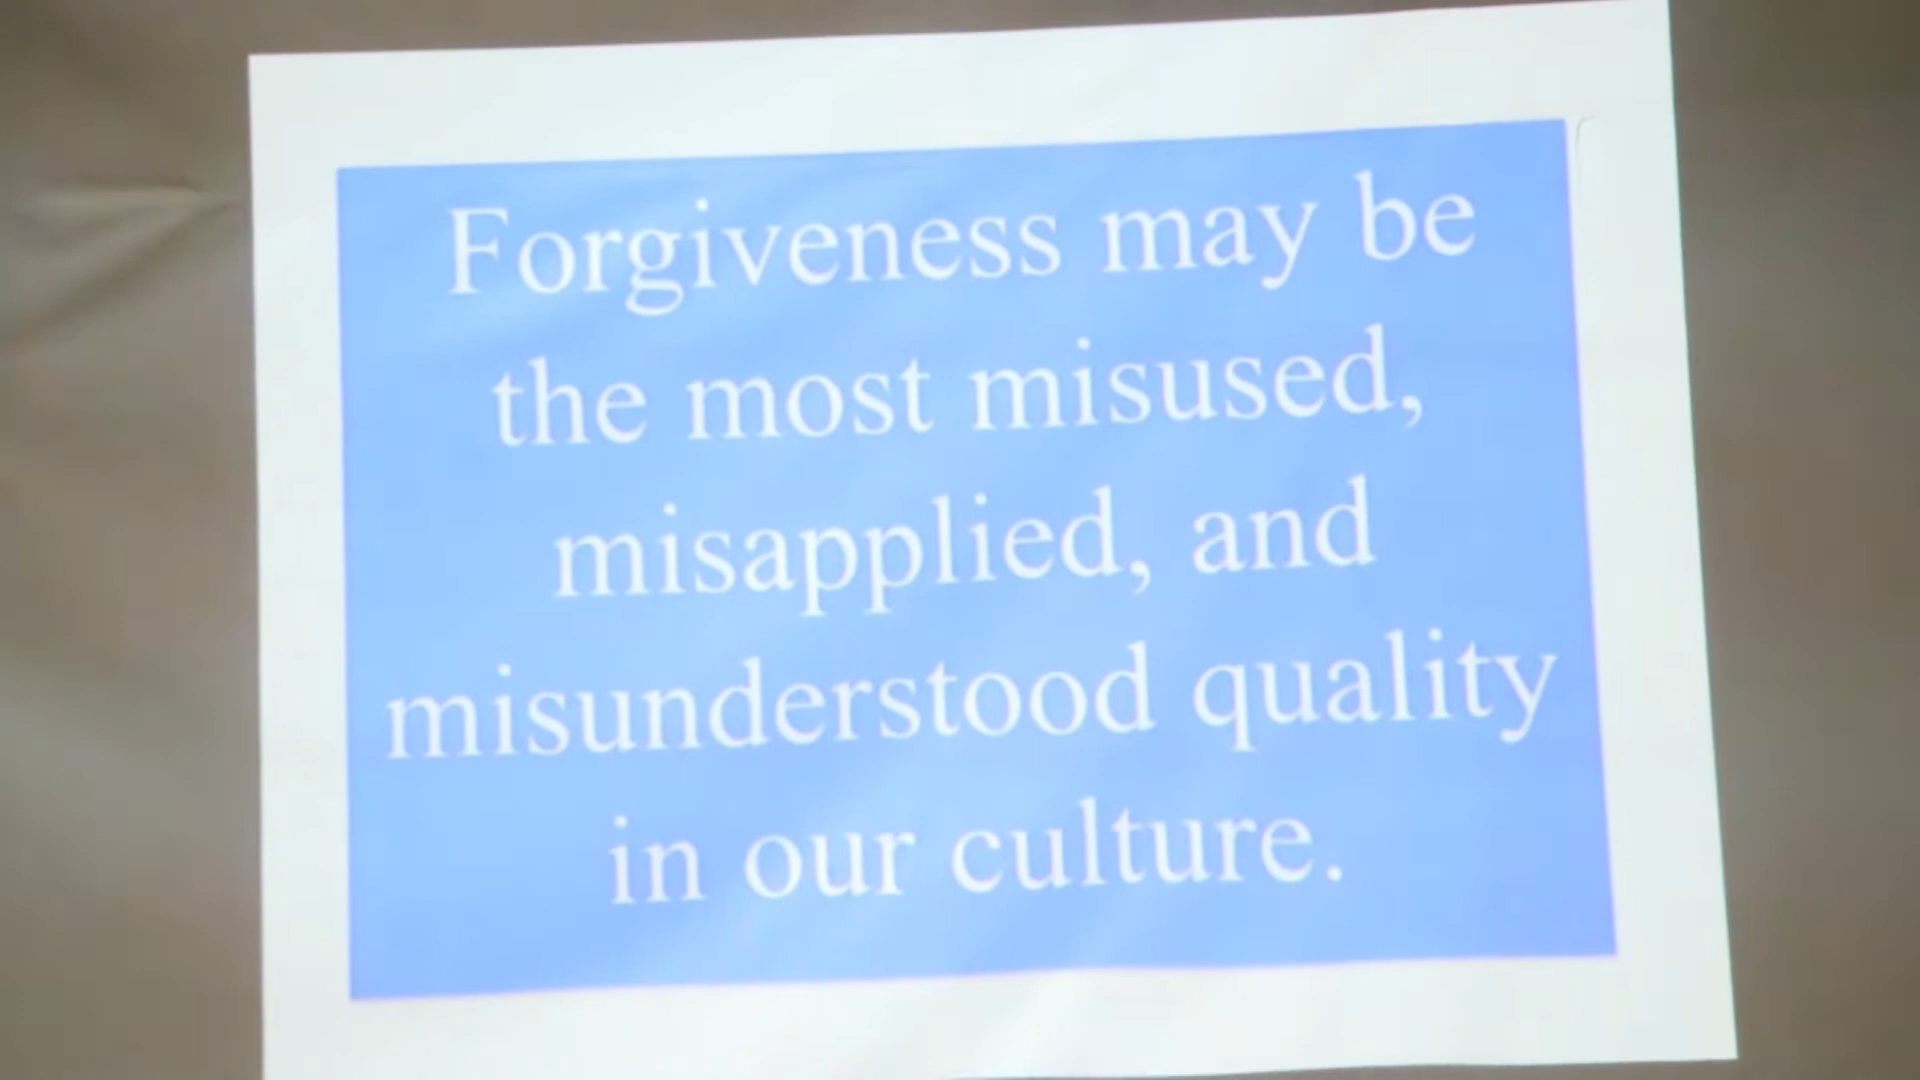 Forgiveness may be
the most misused,
misapplied, and
misunderstood quality
in our culture.